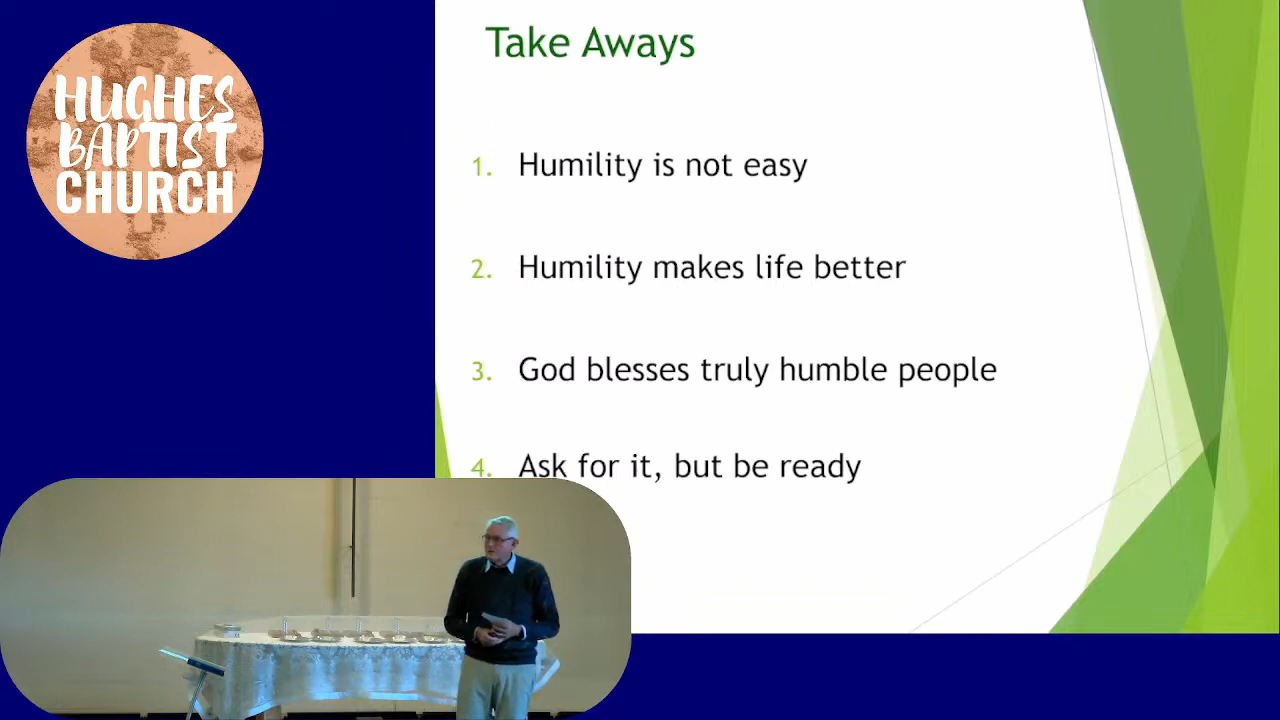 HUGHES
BAPTIST
CHURCH
Take Aways
1. Humility is not easy
2. Humility makes life better
3. God blesses truly humble people
4. Ask for it, but be ready